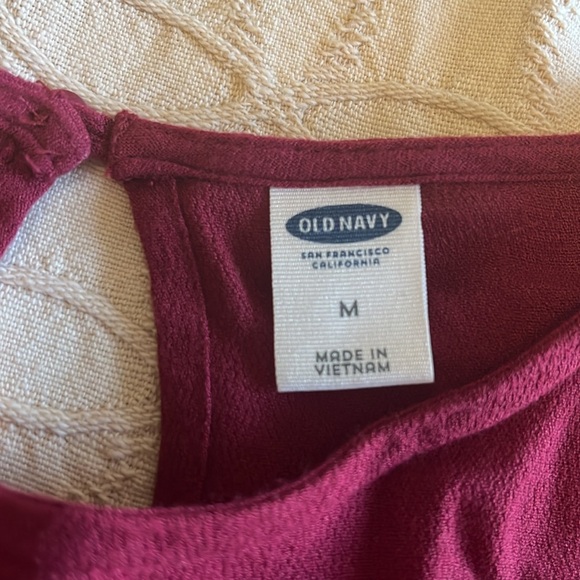 OLD NAVY
SAN FRANCISCO
CALIFORNIA
M
MADE IN
VIETNAM